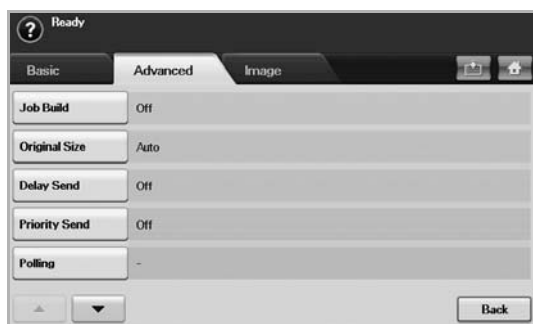 ? Ready
Basic Advanced Image
Job Build Off
Original Size Auto
Delay Send Off
Priority Send Off
Polling -
Back